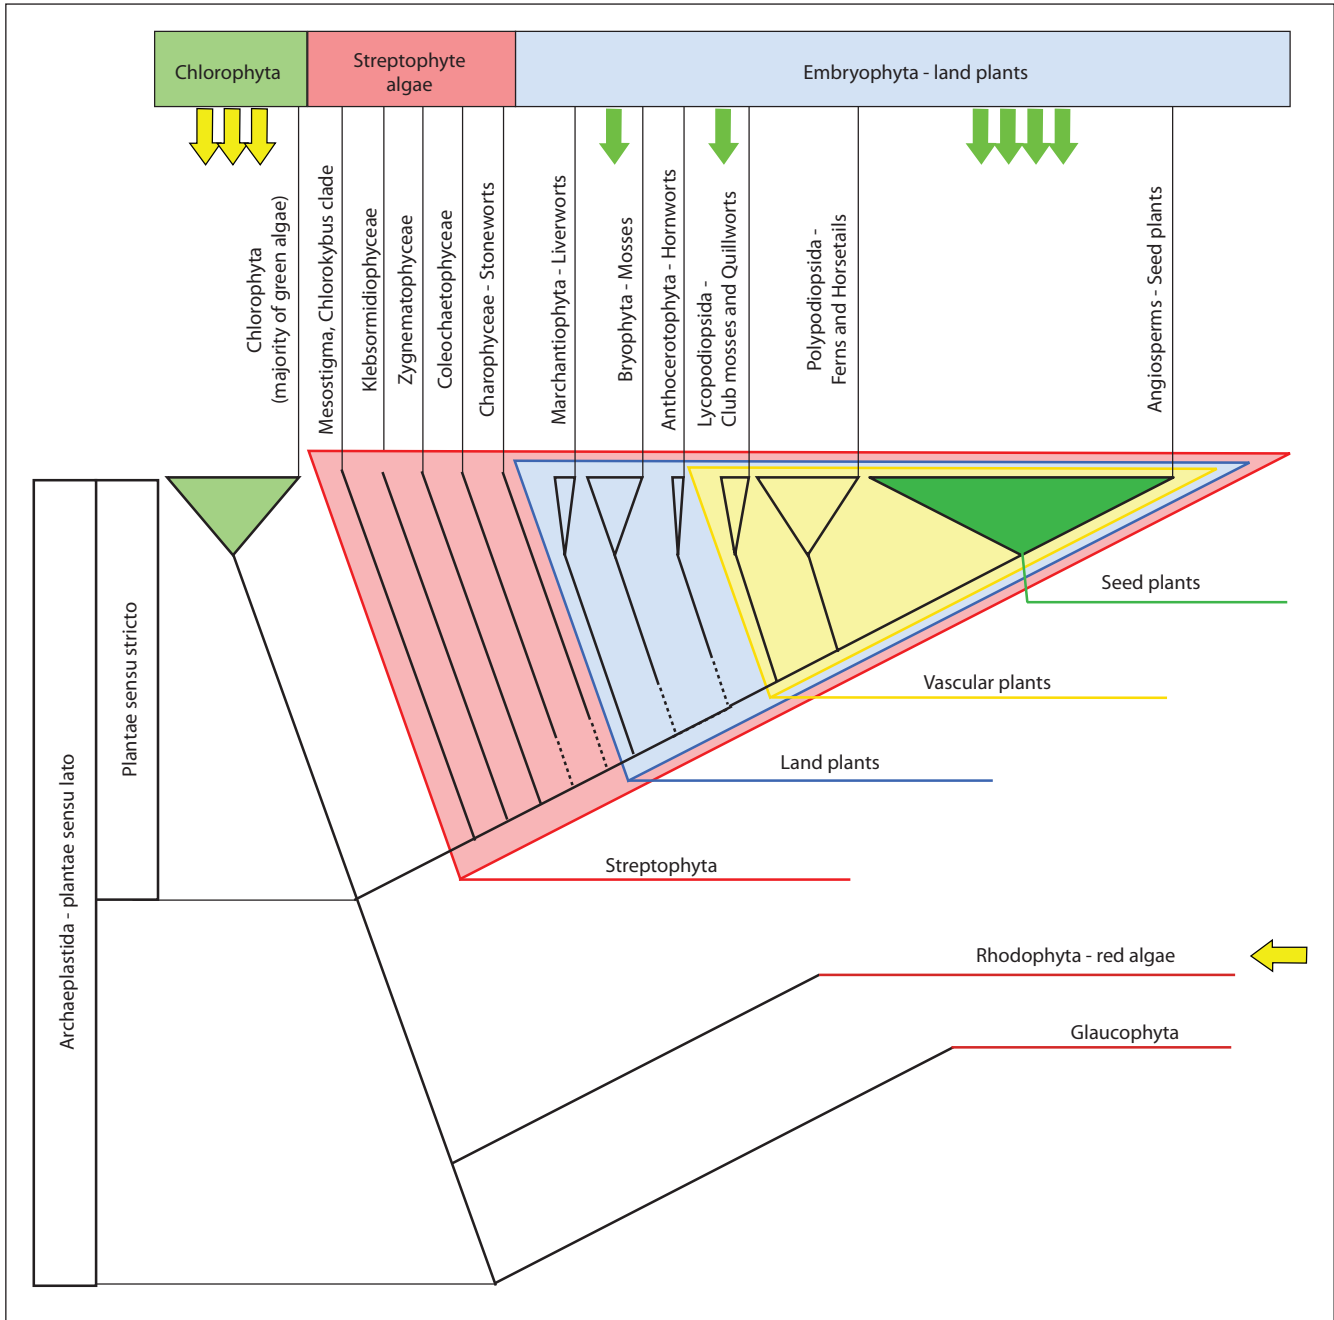 Chlorophyta
Streptophyte
algae
Embryophyta - land plants
Chlorophyta
(majority of green algae)
Mesostigma, Chlorokybus clade
Klebsormidiophyceae
Zygnematophyceae
Coleochaetophyceae
Charophyceae - Stoneworts
Marchantiophyta - Liverworts
Bryophyta - Mosses
Anthocerotophyta - Hornworts
Lycopodiopsida -
Club mosses and Quillworts
Polypodiopsida -
Ferns and Horsetails
Angiosperms - Seed plants
Seed plants
Vascular plants
Land plants
Streptophyta
Rhodophyta - red algae
Glaucophyta
Plantae sensu stricto
Archaeplastida - plantae sensu lato